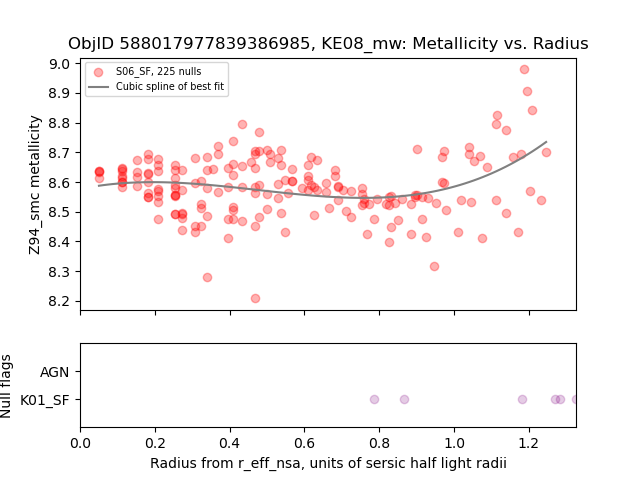 ObjID 588017977839386985, KE08_mw: Metallicity vs. Radius
S06_SF, 225 nulls
Cubic spline of best fit
Z94_smc metallicity
9.0
8.9
8.8
8.7
8.6
8.5
8.4
8.3
8.2
Null flags
AGN
K01_SF
0.0 0.2 0.4 0.6 0.8 1.0 1.2
Radius from r_eff_nsa, units of sersic half light radii